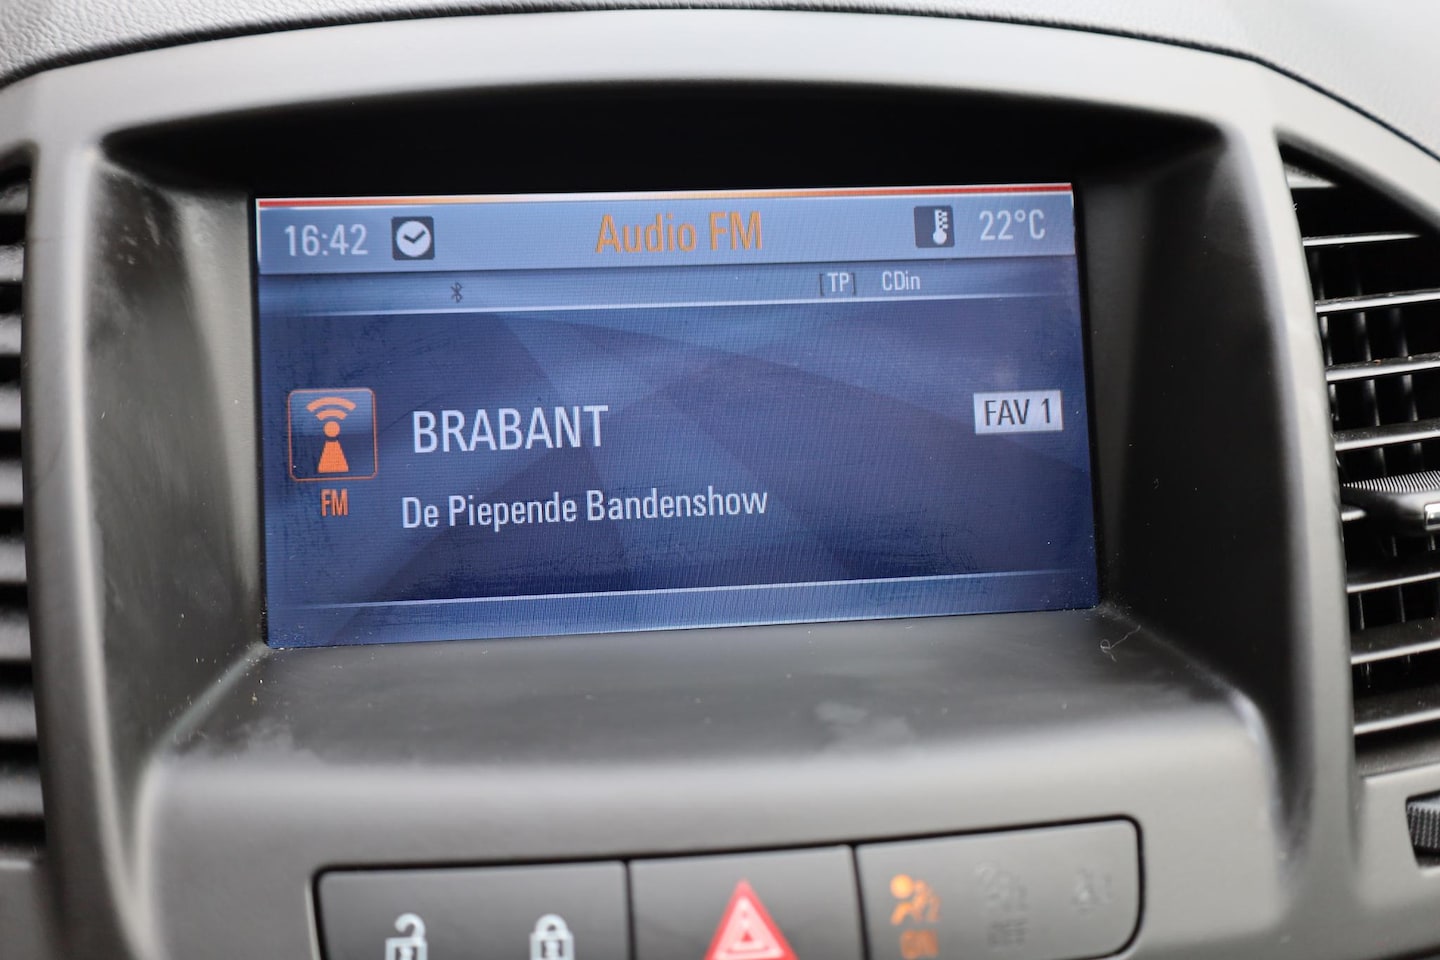 16:42 Audio FM 22°C
[TP] CDin
BRABANT FAV 1
FM De Piepende Bandenshow